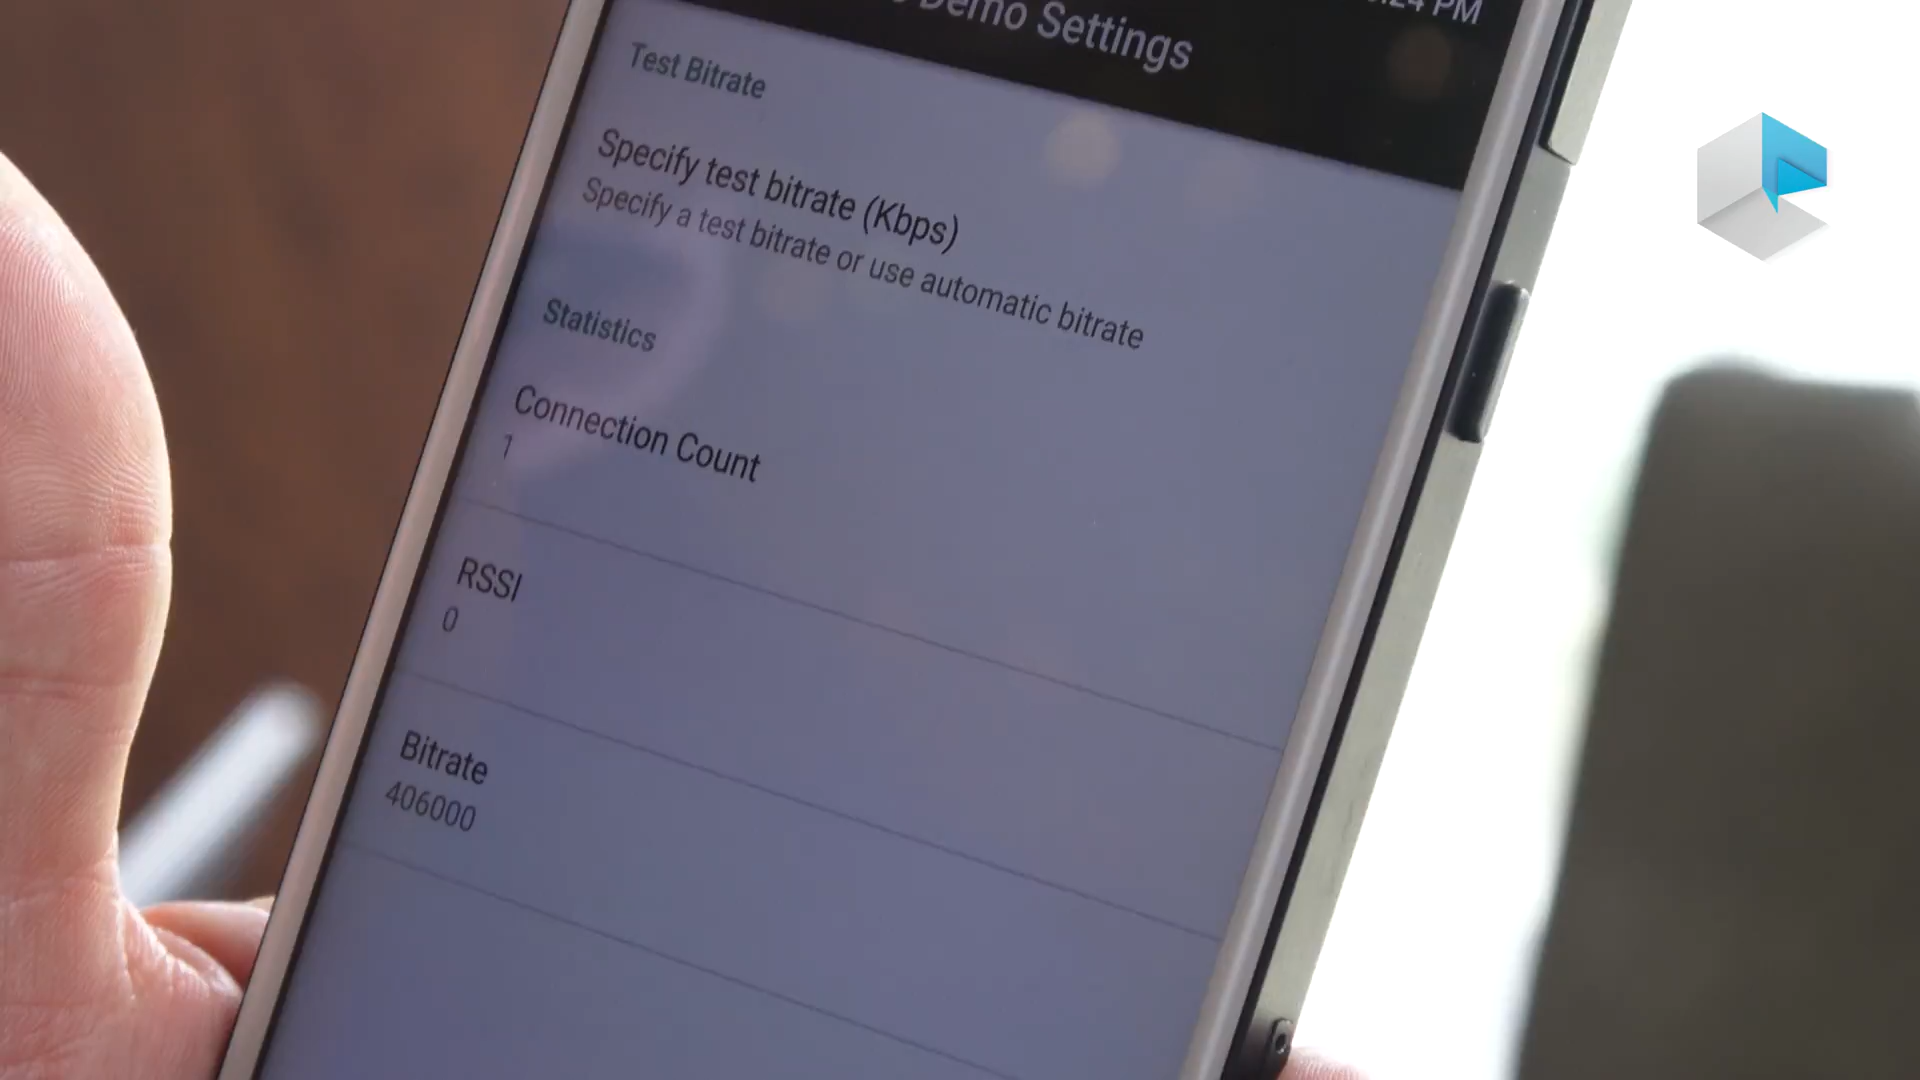 PM
Demo Settings
Test Bitrate
Specify test bitrate (Kbps)
Specify a test bitrate or use automatic bitrate
Statistics
Connection Count
1
RSSI
0
Bitrate
406000